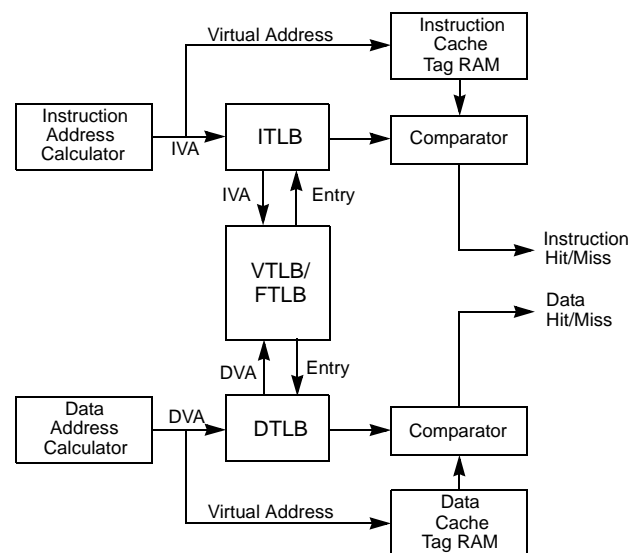 Virtual Address
Instruction
Cache
Tag RAM
Instruction
Address
Calculator
IVA
ITLB
Comparator
IVA
Entry
VTLB/
FTLB
Instruction
Hit/Miss
Data
Hit/Miss
DVA
Entry
Data
Address
Calculator
DVA
DTLB
Comparator
Virtual Address
Data
Cache
Tag RAM